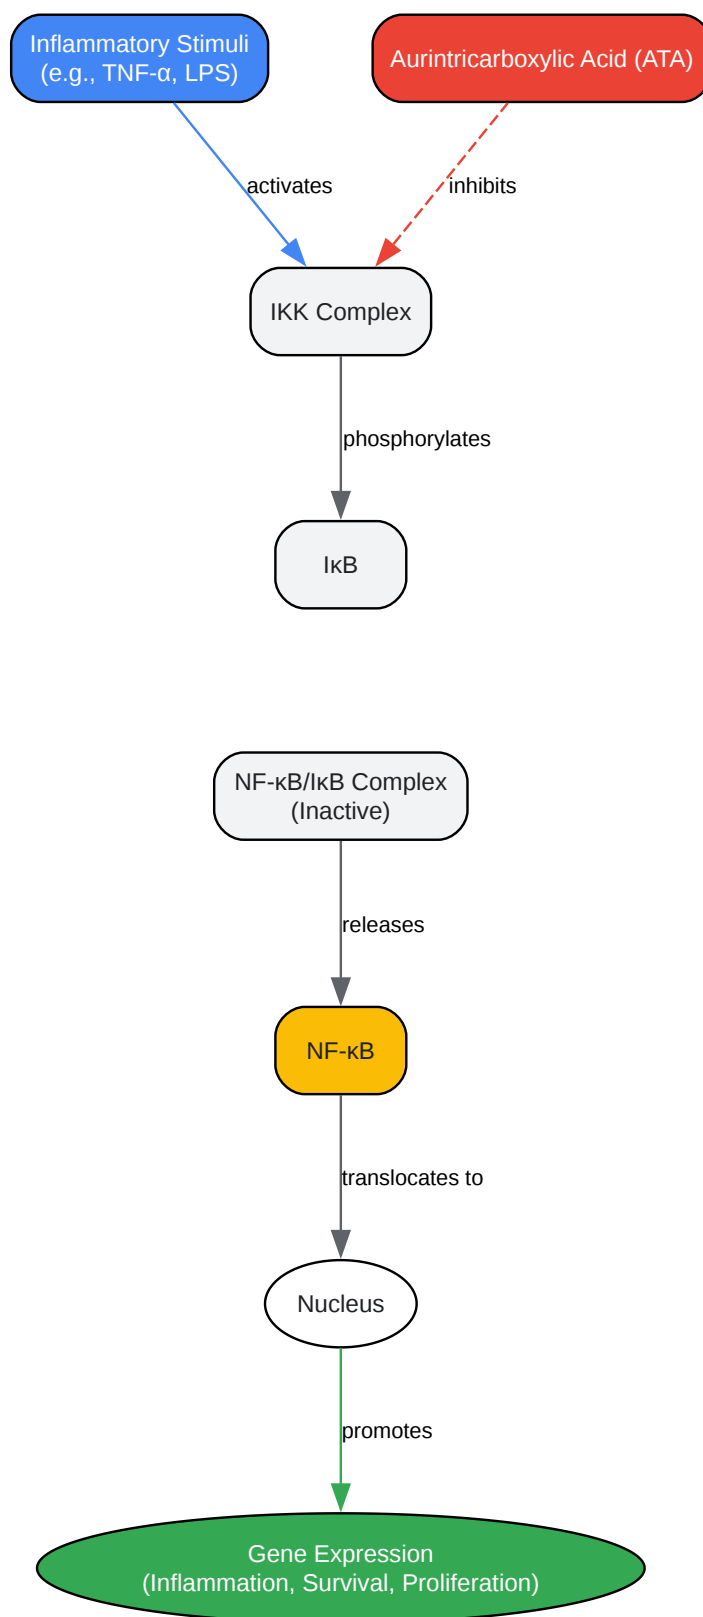 Inflammatory Stimuli
(e.g., TNF-α, LPS)
Aurintricarboxylic Acid (ATA)
activates
inhibits
IKK Complex
phosphorylates
IκB
NF-κB/IκB Complex
(Inactive)
releases
NF-κB
translocates to
Nucleus
promotes
Gene Expression
(Inflammation, Survival, Proliferation)